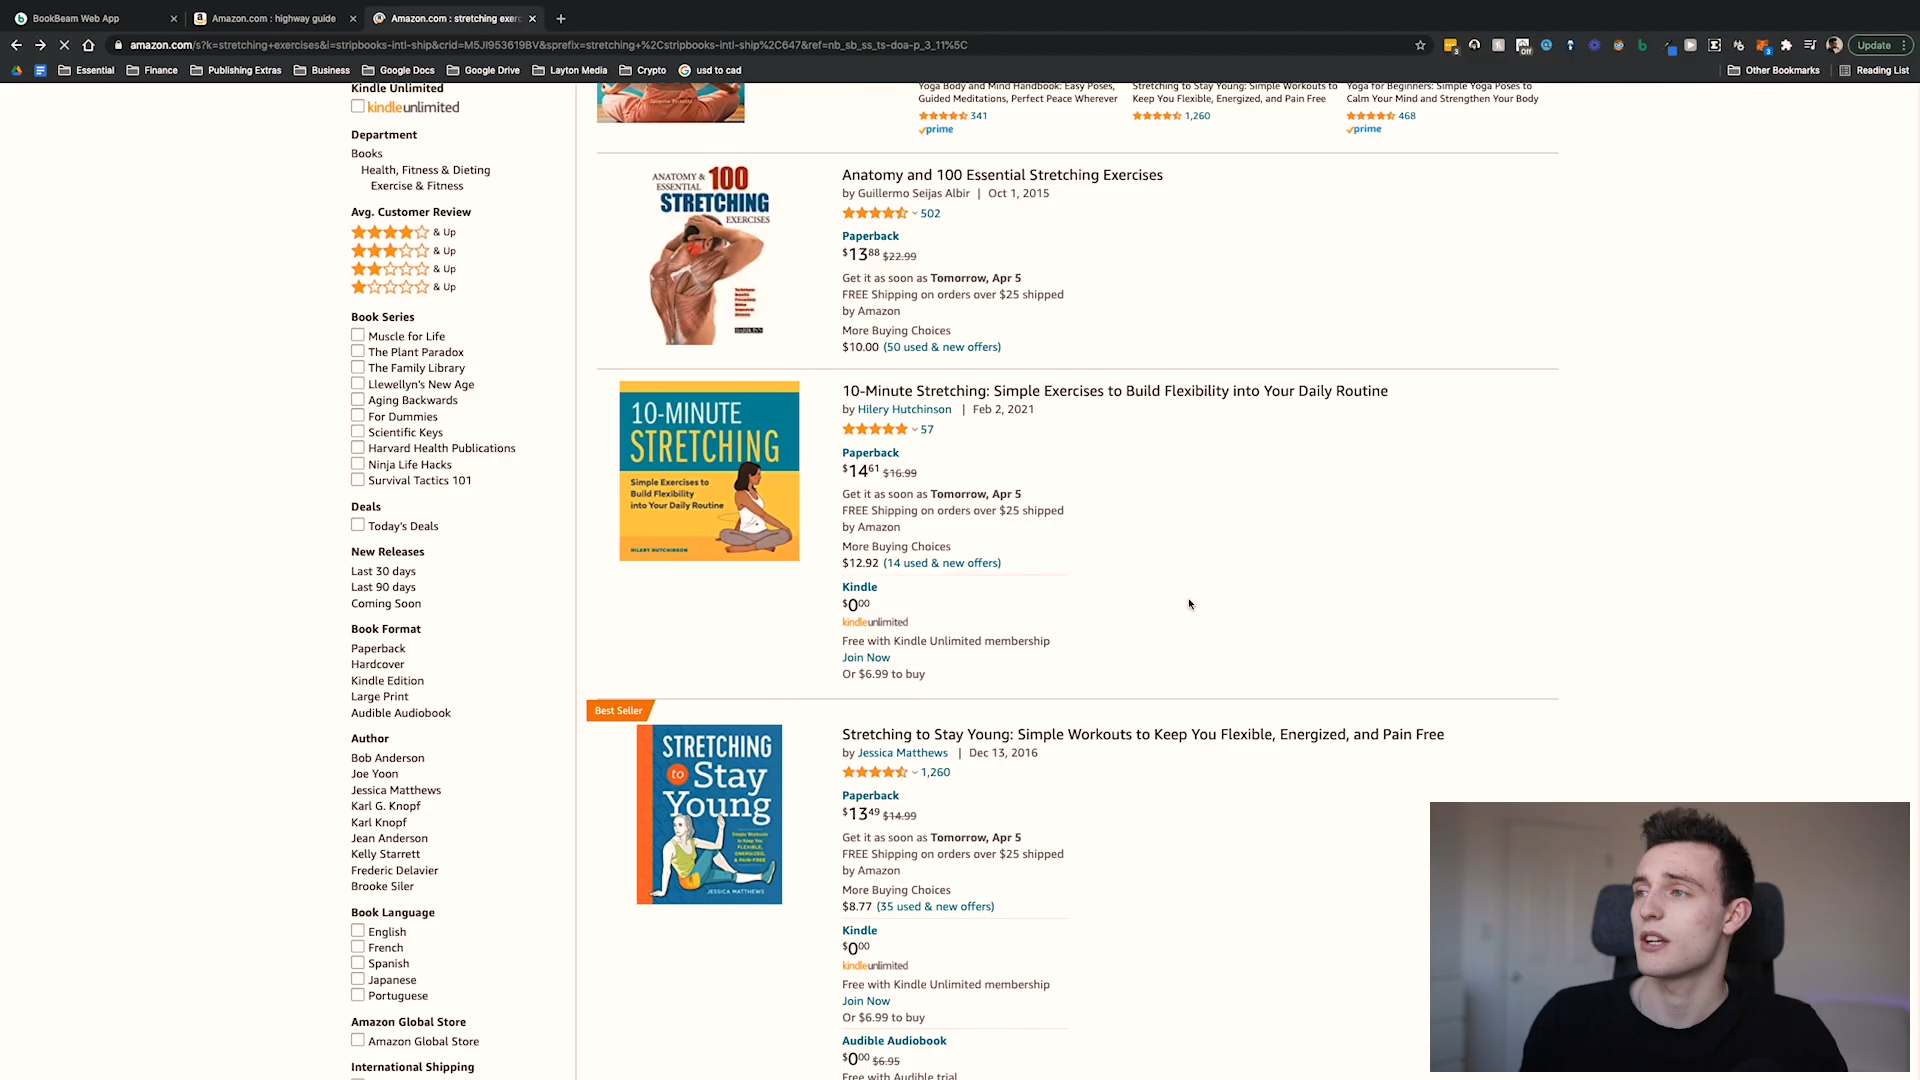 BookBeam Web App
Amazon.com : highway guide
Amazon.com : stretching exerc
amazon.com/s?k=stretching+exercises&i=stripbooks-intl-ship&crid=M5JI953619BV&sprefix=stretching+%2Cstripbooks-intl-ship%2C647&ref=nb_sb_ss_ts-doa-p_3_11%5C
Update
Essential
Finance
Publishing Extras
Business
Google Docs
Google Drive
Layton Media
Crypto
usd to cad
Other Bookmarks
Reading List
Kindle Unlimited
kindleunlimited
Department
Books
Health, Fitness & Dieting
Exercise & Fitness
Avg. Customer Review
& Up
& Up
& Up
& Up
Book Series
Muscle for Life
The Plant Paradox
The Family Library
Llewellyn's New Age
Aging Backwards
For Dummies
Scientific Keys
Harvard Health Publications
Ninja Life Hacks
Survival Tactics 101
Deals
Today's Deals
New Releases
Last 30 days
Last 90 days
Coming Soon
Book Format
Paperback
Hardcover
Kindle Edition
Large Print
Audible Audiobook
Author
Bob Anderson
Joe Yoon
Jessica Matthews
Karl G. Knopf
Karl Knopf
Jean Anderson
Kelly Starrett
Frederic Delavier
Brooke Siler
Book Language
English
French
Spanish
Japanese
Portuguese
Amazon Global Store
Amazon Global Store
International Shipping
Yoga Body and Mind Handbook: Easy Poses,
Guided Meditations, Perfect Peace Wherever
341
prime
Stretching to Stay Young: Simple Workouts to
Keep You Flexible, Energized, and Pain Free
1,260
Yoga for Beginners: Simple Yoga Poses to
Calm Your Mind and Strengthen Your Body
468
prime
ANATOMY & 100
ESSENTIAL
STRETCHING
EXERCISES
Anatomy and 100 Essential Stretching Exercises
by Guillermo Seijas Albir | Oct 1, 2015
502
Paperback
$13⁸⁸ $22.99
Get it as soon as Tomorrow, Apr 5
FREE Shipping on orders over $25 shipped
by Amazon
More Buying Choices
$10.00 (50 used & new offers)
10-MINUTE
STRETCHING
Simple Exercises to
Build Flexibility
into Your Daily Routine
HILERY HUTCHINSON
10-Minute Stretching: Simple Exercises to Build Flexibility into Your Daily Routine
by Hilery Hutchinson | Feb 2, 2021
57
Paperback
$14⁶¹ $16.99
Get it as soon as Tomorrow, Apr 5
FREE Shipping on orders over $25 shipped
by Amazon
More Buying Choices
$12.92 (14 used & new offers)
Kindle
$0⁰⁰
kindleunlimited
Free with Kindle Unlimited membership
Join Now
Or $6.99 to buy
Best Seller
STRETCHING
to Stay
Young
Simple Workouts
to Keep You
FLEXIBLE,
ENERGIZED,
& PAIN-FREE
JESSICA MATTHEWS
Stretching to Stay Young: Simple Workouts to Keep You Flexible, Energized, and Pain Free
by Jessica Matthews | Dec 13, 2016
1,260
Paperback
$13⁴⁹ $14.99
Get it as soon as Tomorrow, Apr 5
FREE Shipping on orders over $25 shipped
by Amazon
More Buying Choices
$8.77 (35 used & new offers)
Kindle
$0⁰⁰
kindleunlimited
Free with Kindle Unlimited membership
Join Now
Or $6.99 to buy
Audible Audiobook
$0⁰⁰ $6.95
Free with Audible trial